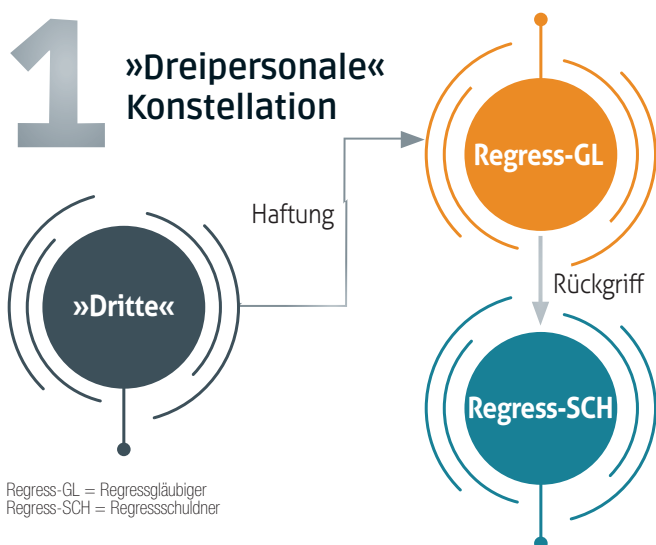 1
»Dreipersonale«
Konstellation
Regress-GL
Haftung
»Dritte«
Rückgriff
Regress-SCH
Regress-GL = Regressgläubiger
Regress-SCH = Regressschuldner